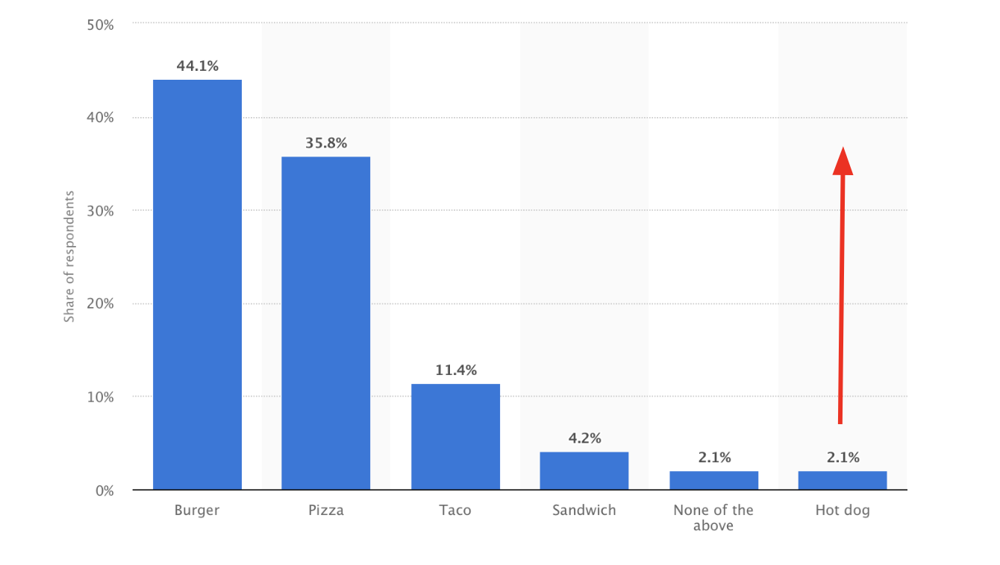 50%
44.1%
40%
35.8%
Share of respondents
30%
20%
11.4%
10%
4.2%
2.1%
2.1%
0%
Burger
Pizza
Taco
Sandwich
None of the
above
Hot dog